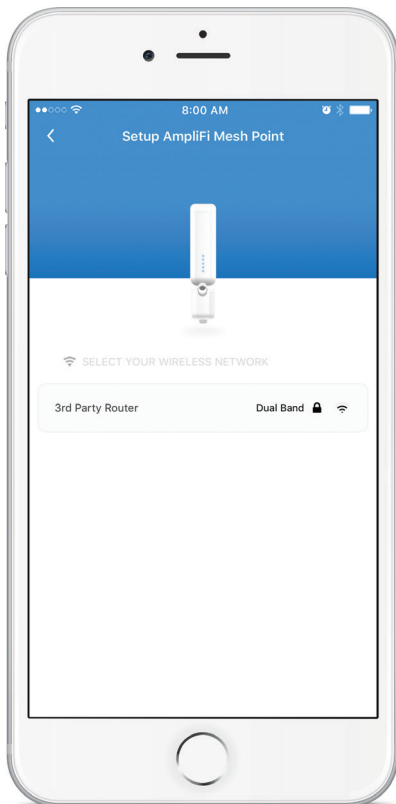 8:00 AM
Setup AmpliFi Mesh Point
SELECT YOUR WIRELESS NETWORK
3rd Party Router Dual Band